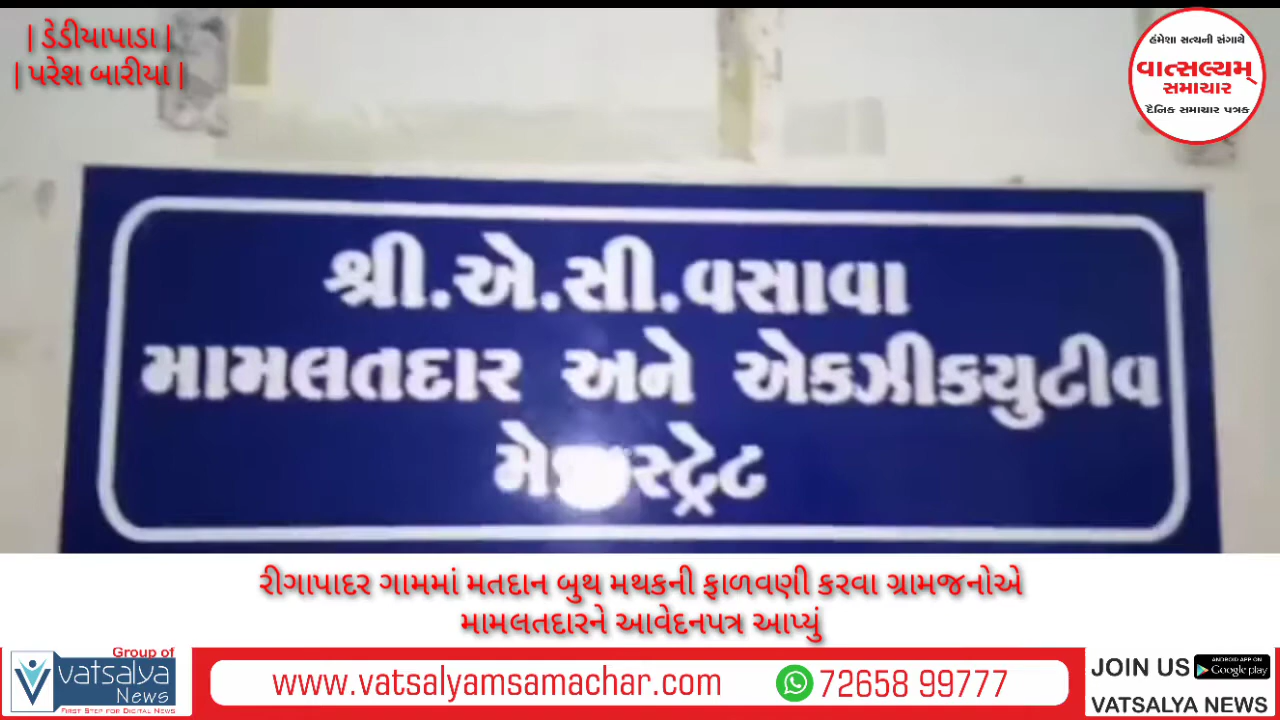 | ડેડીયાપાડા |
| પરેશ બારીયા |
હંમેશા સત્યની સંગાથે
વાત્સલ્યમ્
સમાચાર
દૈનિક સમાચાર પત્રક
શ્રી.એ.સી.વસાવા
મામલતદાર અને એકઝીકયુટીવ
રીગાપાદર ગામમાં મતદાન બુથ મથકની ફાળવણી કરવા ગ્રામજનોએ
મામલતદારને આવેદનપત્ર આપ્યું
Group of
vatsalya
News
FIRST STEP FOR DIGITAL NEWS
www.vatsalyamsamachar.com
72658 99777
JOIN US
ANDROID APP ON
Google play
VATSALYA NEWS